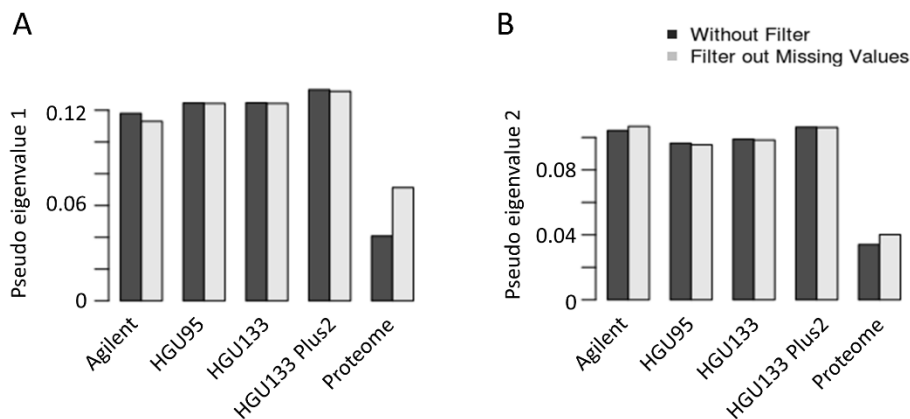 A
Pseudo eigenvalue 1
0.12
0.06
0
Agilent
HGU95
HGU133
HGU133 Plus2
Proteome
B
Without Filter
Filter out Missing Values
Pseudo eigenvalue 2
0.08
0.04
0
Agilent
HGU95
HGU133
HGU133 Plus2
Proteome